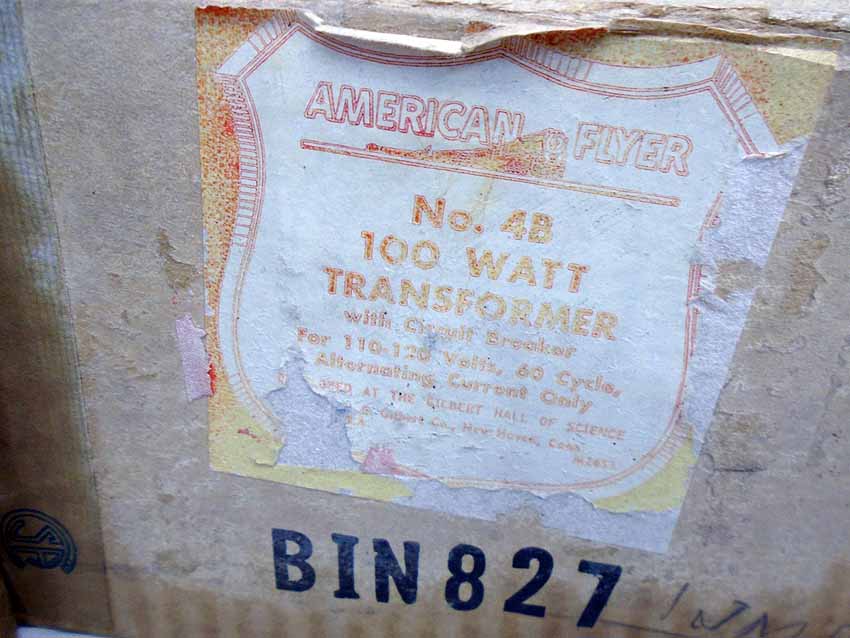 AMERICAN FLYER
No. 4B
100 WATT
TRANSFORMER
with Circuit Breaker
For 110-120 Volts, 60 Cycle,
Alternating Current Only
AT THE GILBERT HALL OF SCIENCE
Gilbert Co., New Haven, Conn
BIN 827